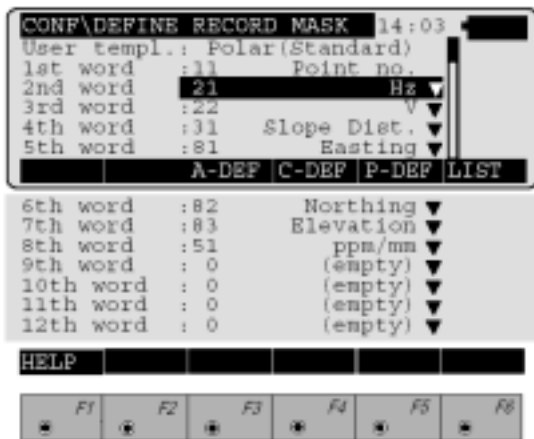 CONF\DEFINE RECORD MASK 14:03
User templ.: Polar(Standard)
1st word :11 Point no.
2nd word 21 Hz ▼
3rd word :22 V ▼
4th word :31 Slope Dist. ▼
5th word :81 Easting ▼
A-DEF C-DEF P-DEF LIST
6th word :82 Northing ▼
7th word :83 Elevation ▼
8th word :51 ppm/mm ▼
9th word : 0 (empty) ▼
10th word : 0 (empty) ▼
11th word : 0 (empty) ▼
12th word : 0 (empty) ▼
HELP
F1 F2 F3 F4 F5 F6